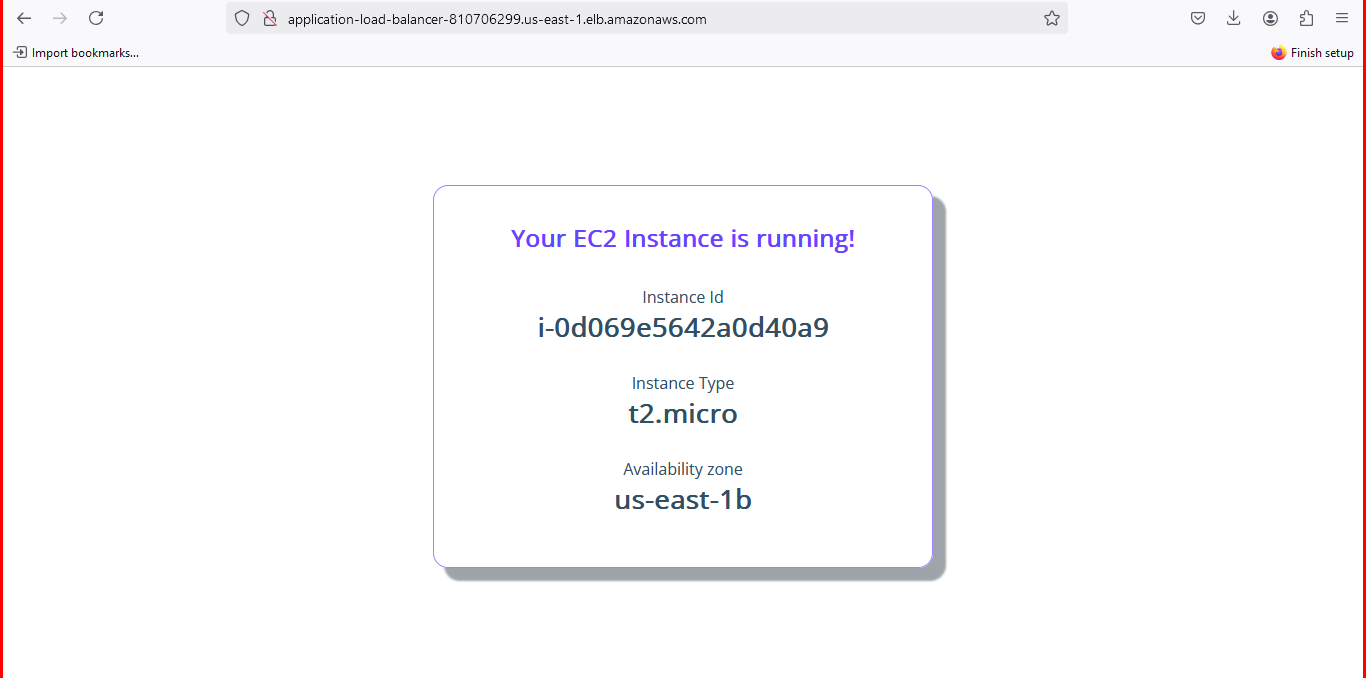 application-load-balancer-810706299.us-east-1.elb.amazonaws.com
Import bookmarks...
Finish setup
Your EC2 Instance is running!
Instance Id
i-0d069e5642a0d40a9
Instance Type
t2.micro
Availability zone
us-east-1b